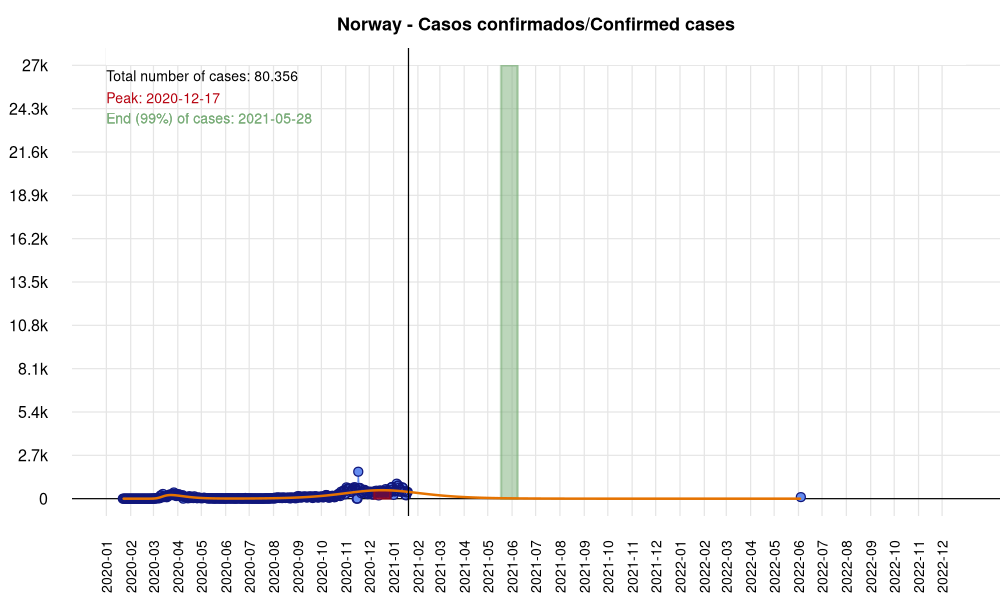 Norway - Casos confirmados/Confirmed cases
Total number of cases: 80.356
Peak: 2020-12-17
End (99%) of cases: 2021-05-28
27k
24.3k
21.6k
18.9k
16.2k
13.5k
10.8k
8.1k
5.4k
2.7k
0
2020-01
2020-02
2020-03
2020-04
2020-05
2020-06
2020-07
2020-08
2020-09
2020-10
2020-11
2020-12
2021-01
2021-02
2021-03
2021-04
2021-05
2021-06
2021-07
2021-08
2021-09
2021-10
2021-11
2021-12
2022-01
2022-02
2022-03
2022-04
2022-05
2022-06
2022-07
2022-08
2022-09
2022-10
2022-11
2022-12